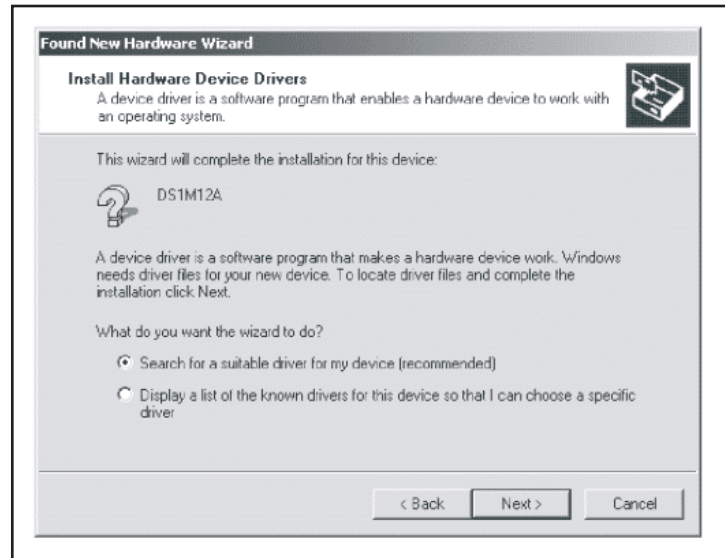 Found New Hardware Wizard
Install Hardware Device Drivers
A device driver is a software program that enables a hardware device to work with
an operating system.
This wizard will complete the installation for this device:
DS1M12A
A device driver is a software program that makes a hardware device work. Windows
needs driver files for your new device. To locate driver files and complete the
installation click Next.
What do you want the wizard to do?
Search for a suitable driver for my device (recommended)
Display a list of the known drivers for this device so that I can choose a specific
driver
< Back Next > Cancel